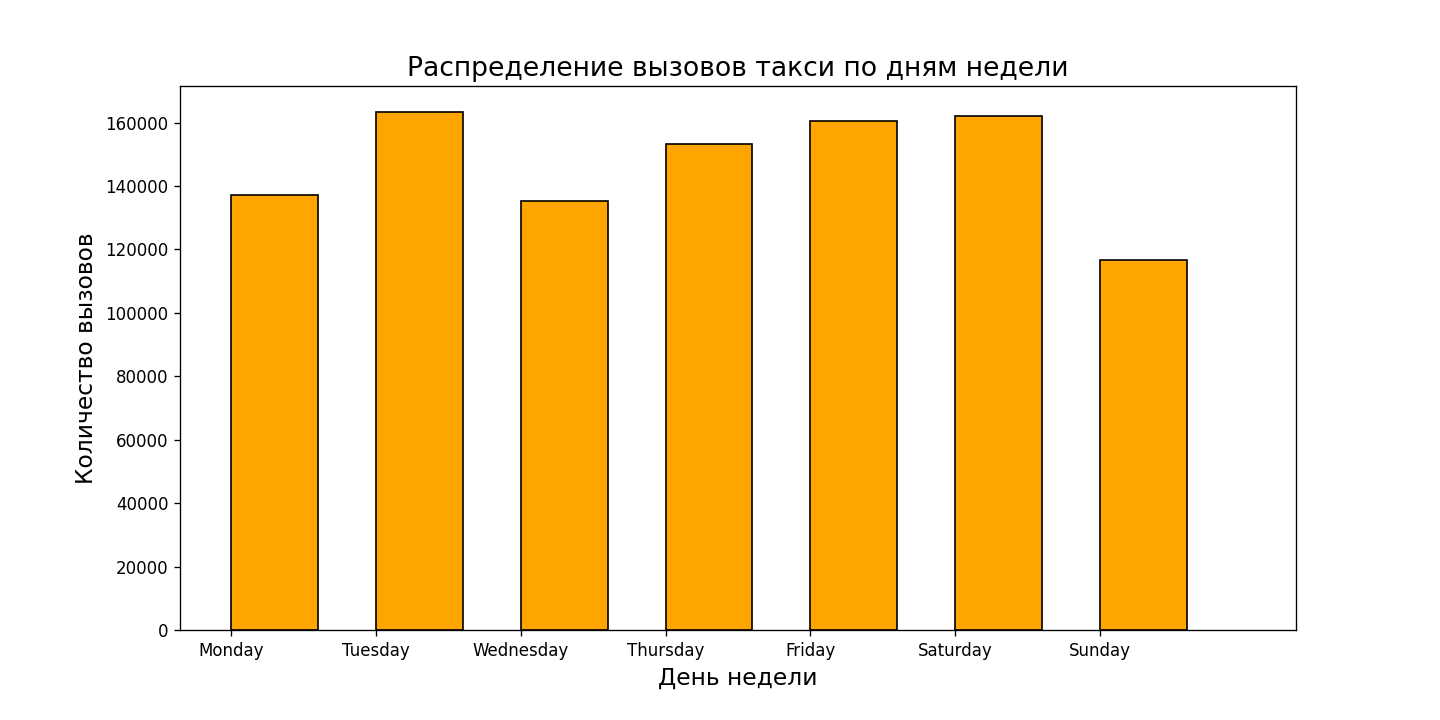 Распределение вызовов такси по дням недели
Количество вызовов
160000
140000
120000
100000
80000
60000
40000
20000
0
Monday Tuesday Wednesday Thursday Friday Saturday Sunday
День недели